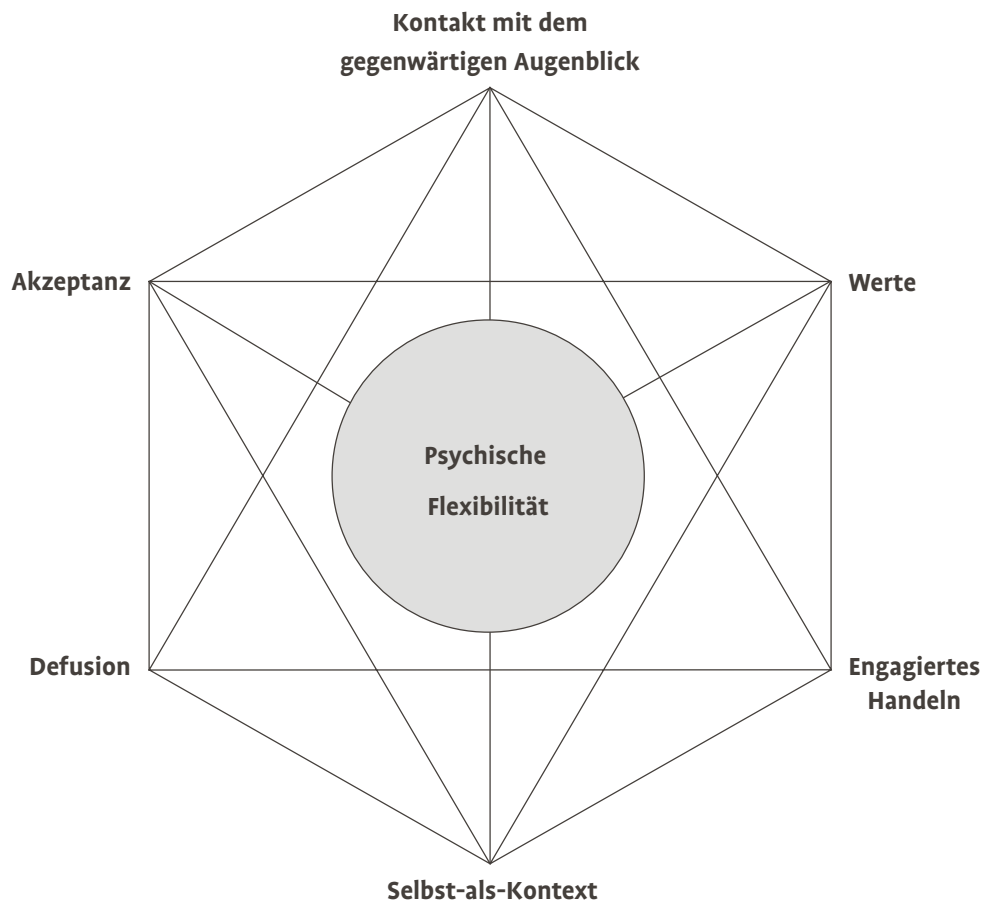 Kontakt mit dem
gegenwärtigen Augenblick
Akzeptanz
Werte
Psychische
Flexibilität
Defusion
Engagiertes
Handeln
Selbst-als-Kontext